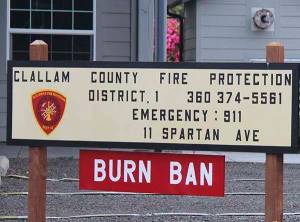 CLALLAM COUNTY FIRE PROTECTION
DISTRICT. 1 360 374-5561
EMERGENCY : 911
11 SPARTAN AVE
BURN BAN